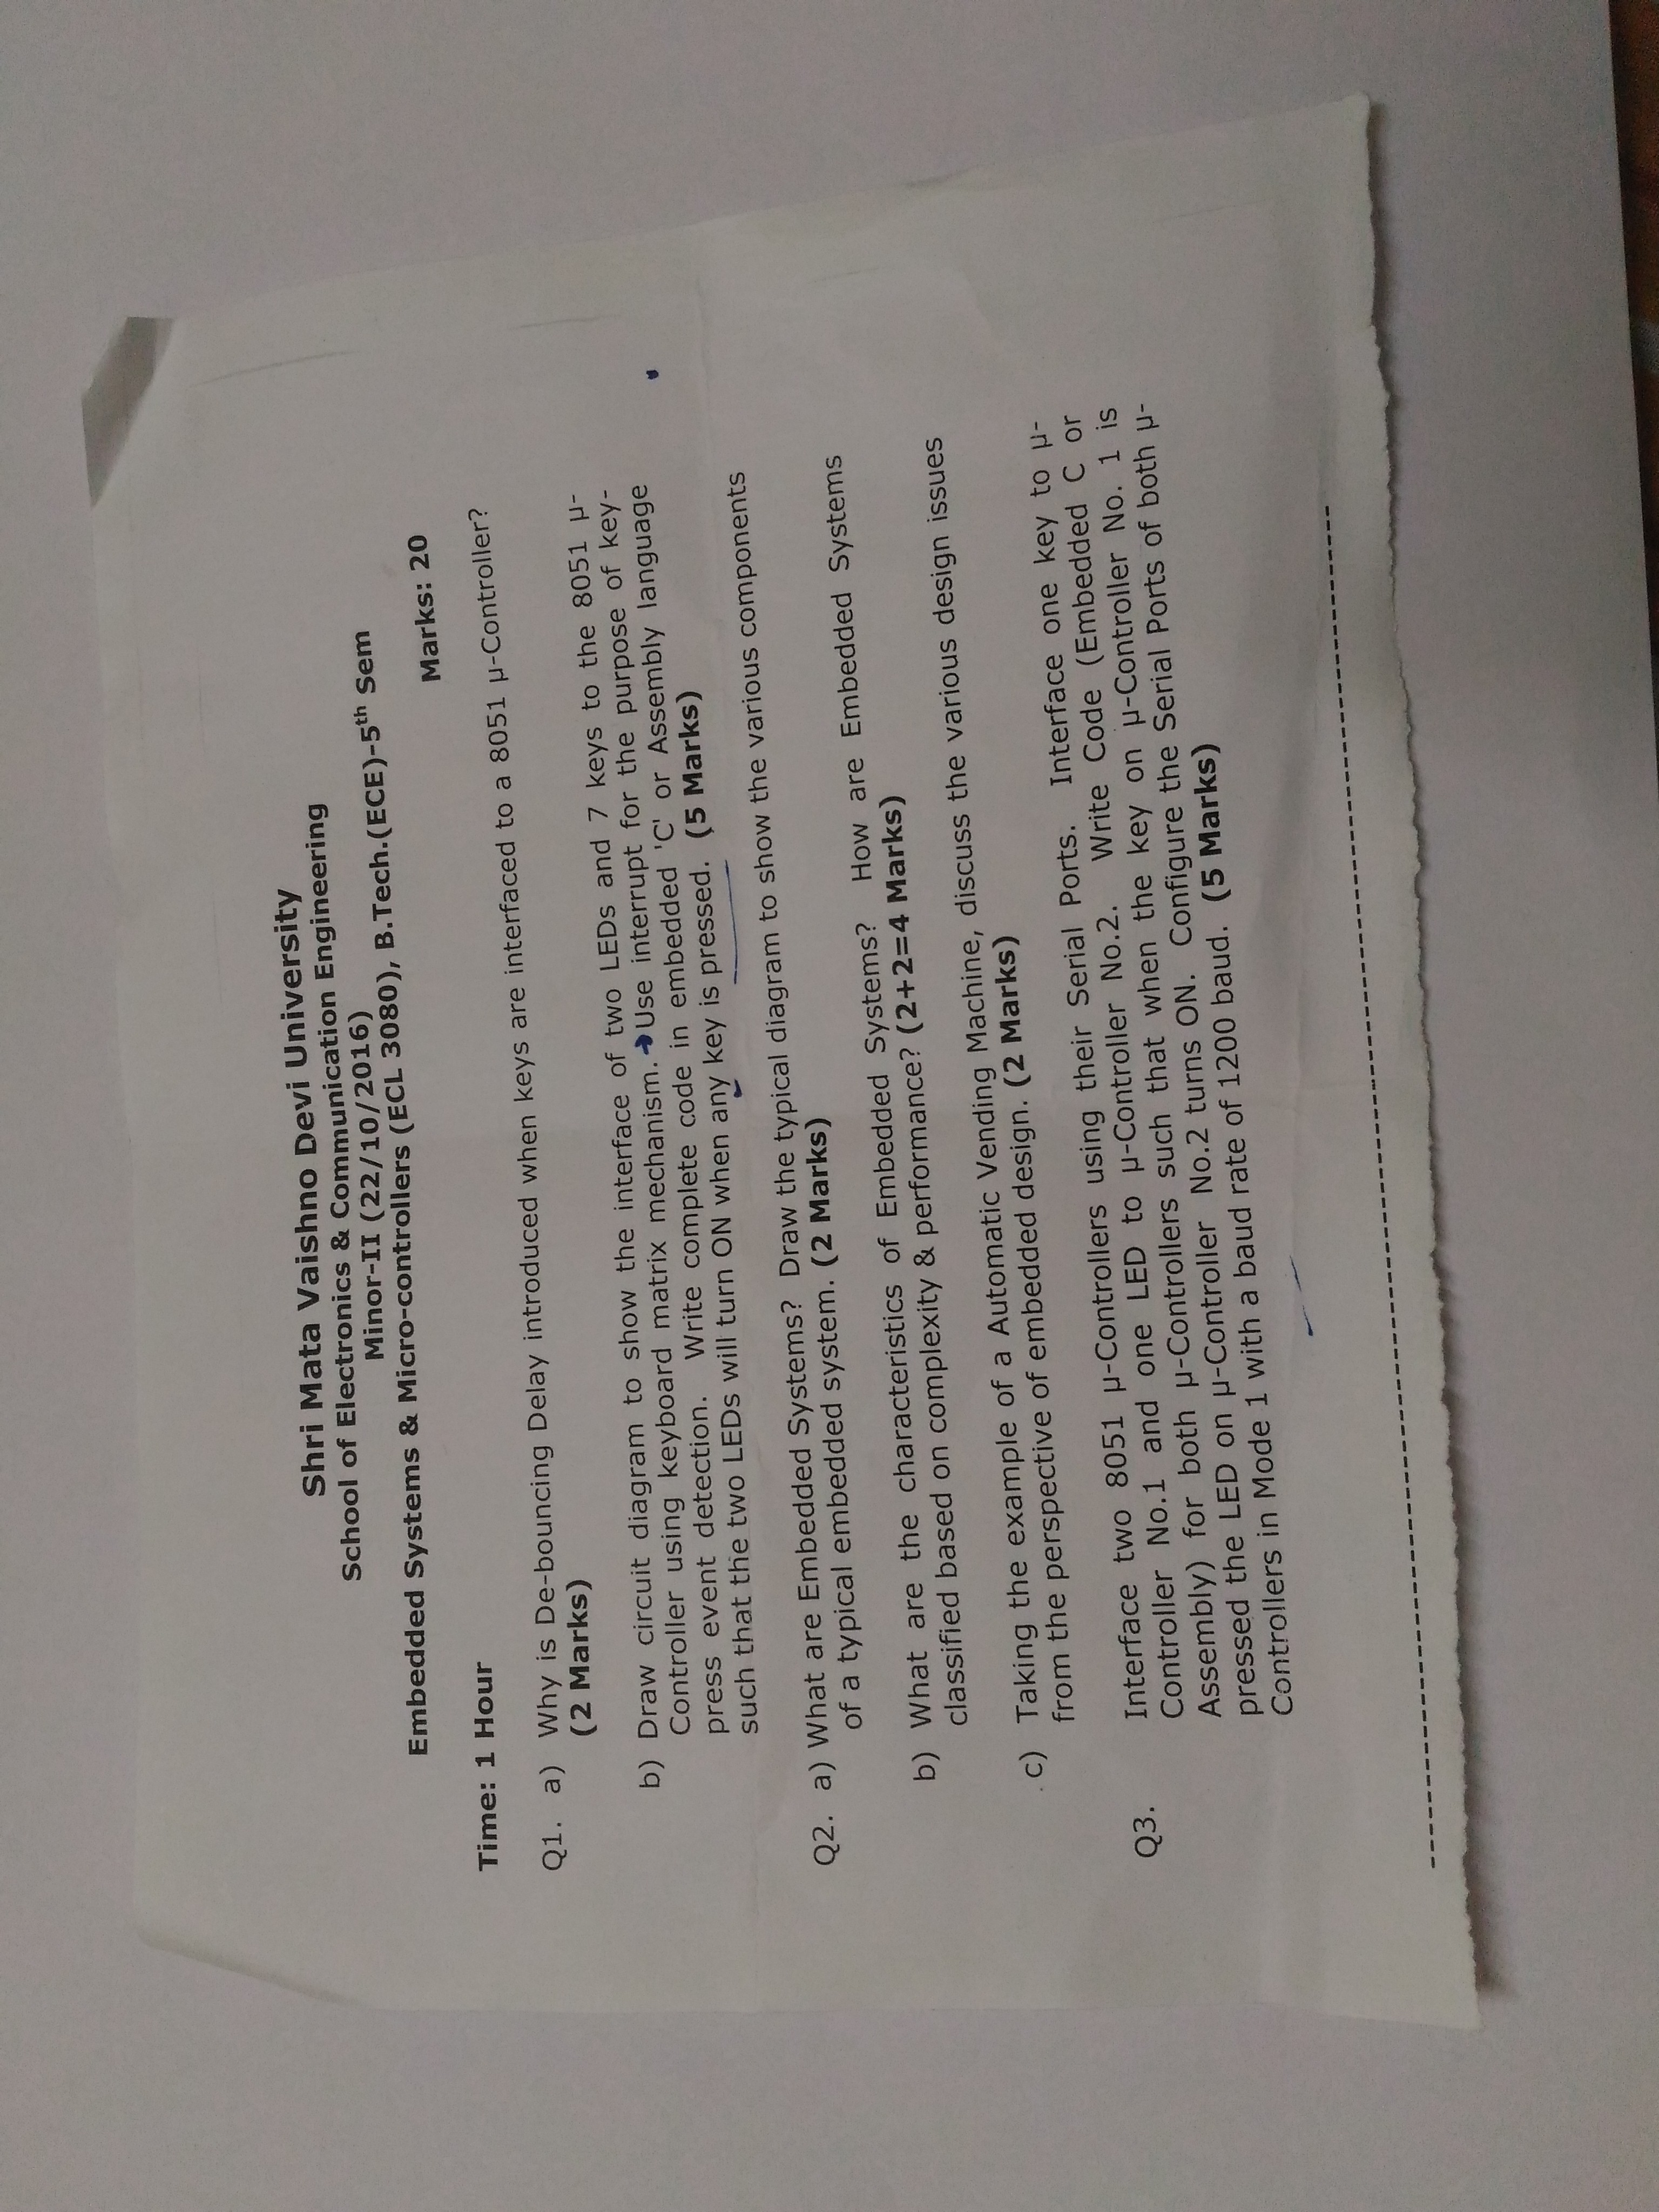 Shri Mata Vaishno Devi University
School of Electronics & Communication Engineering
Minor-II (22/10/2016)
Embedded Systems & Micro-controllers (ECL 3080), B.Tech.(ECE)-5th Sem
Time: 1 Hour Marks: 20
Q1. a) Why is De-bouncing Delay introduced when keys are interfaced to a 8051 μ-Controller?
(2 Marks)
b) Draw circuit diagram to show the interface of two LEDs and 7 keys to the 8051 μ-
Controller using keyboard matrix mechanism. Use interrupt for the purpose of key-
press event detection. Write complete code in embedded 'C' or Assembly language
such that the two LEDs will turn ON when any key is pressed. (5 Marks)
Q2. a) What are Embedded Systems? Draw the typical diagram to show the various components
of a typical embedded system. (2 Marks)
b) What are the characteristics of Embedded Systems? How are Embedded Systems
classified based on complexity & performance? (2+2=4 Marks)
c) Taking the example of a Automatic Vending Machine, discuss the various design issues
from the perspective of embedded design. (2 Marks)
Q3. Interface two 8051 μ-Controllers using their Serial Ports. Interface one key to μ-
Controller No.1 and one LED to μ-Controller No.2. Write Code (Embedded C or
Assembly) for both μ-Controllers such that when the key on μ-Controller No. 1 is
pressed the LED on μ-Controller No.2 turns ON. Configure the Serial Ports of both μ-
Controllers in Mode 1 with a baud rate of 1200 baud. (5 Marks)